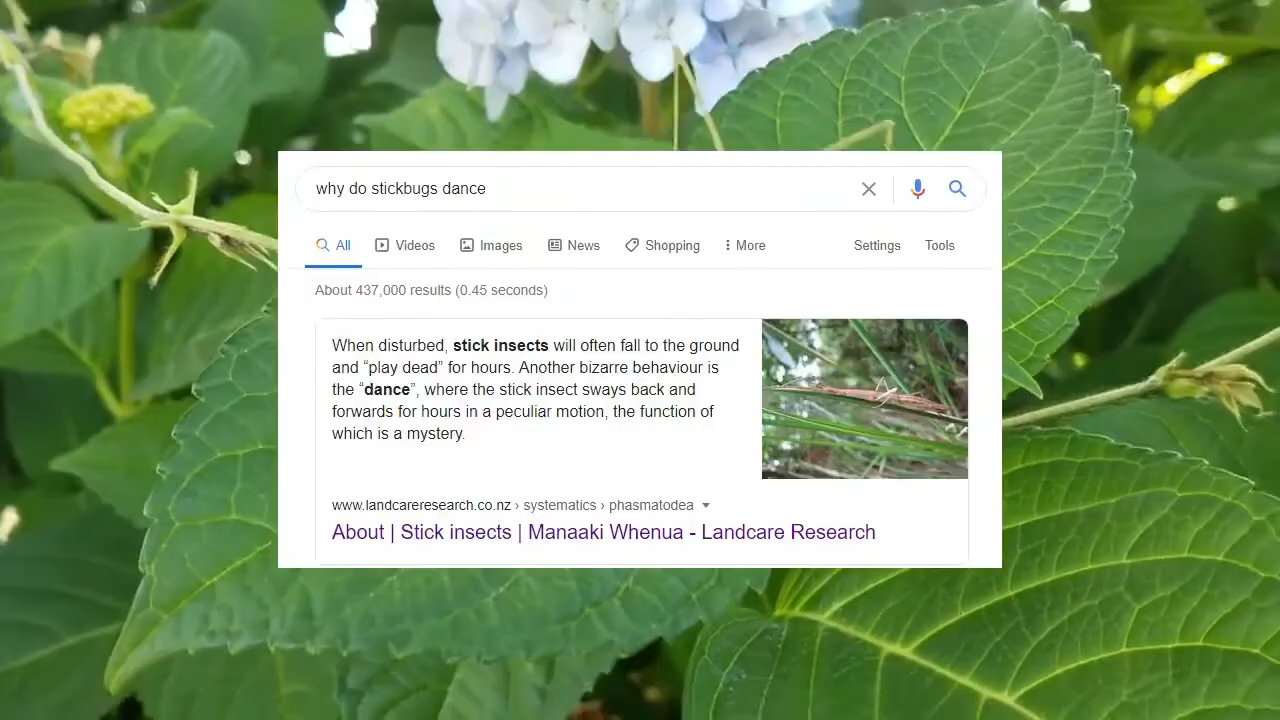 why do stickbugs dance
All Videos Images News Shopping More Settings Tools
About 437,000 results (0.45 seconds)
When disturbed, stick insects will often fall to the ground
and “play dead” for hours. Another bizarre behaviour is
the “dance”, where the stick insect sways back and
forwards for hours in a peculiar motion, the function of
which is a mystery.
www.landcareresearch.co.nz › systematics › phasmatodea
About | Stick insects | Manaaki Whenua - Landcare Research